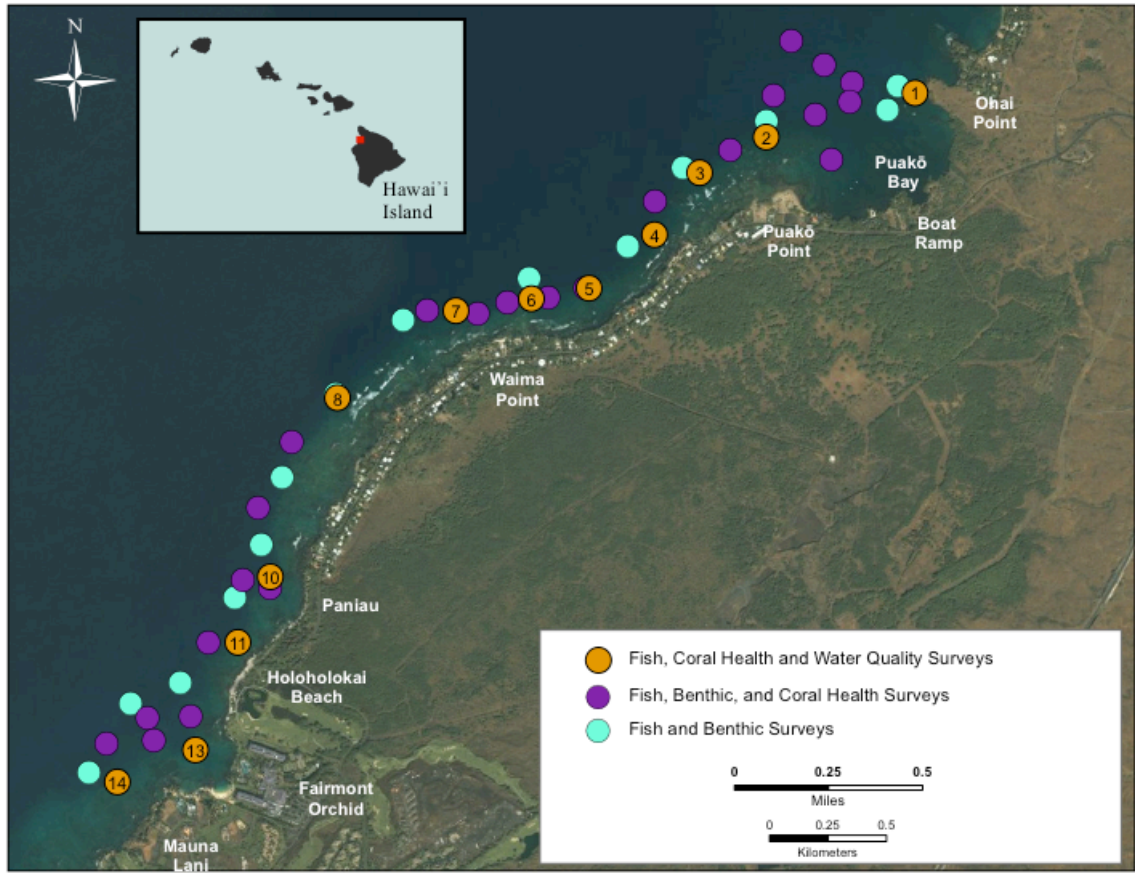 N
Hawai'i
Island
1
Ohai
Point
2
3
Puakō
Bay
4
Puakō
Point
Boat
Ramp
5
6
7
Waima
Point
8
10
Paniau
11
Holoholokai
Beach
13
14
Fairmont
Orchid
Mauna
Lani
Fish, Coral Health and Water Quality Surveys
Fish, Benthic, and Coral Health Surveys
Fish and Benthic Surveys
0 0.25 0.5
Miles
0 0.25 0.5
Kilometers